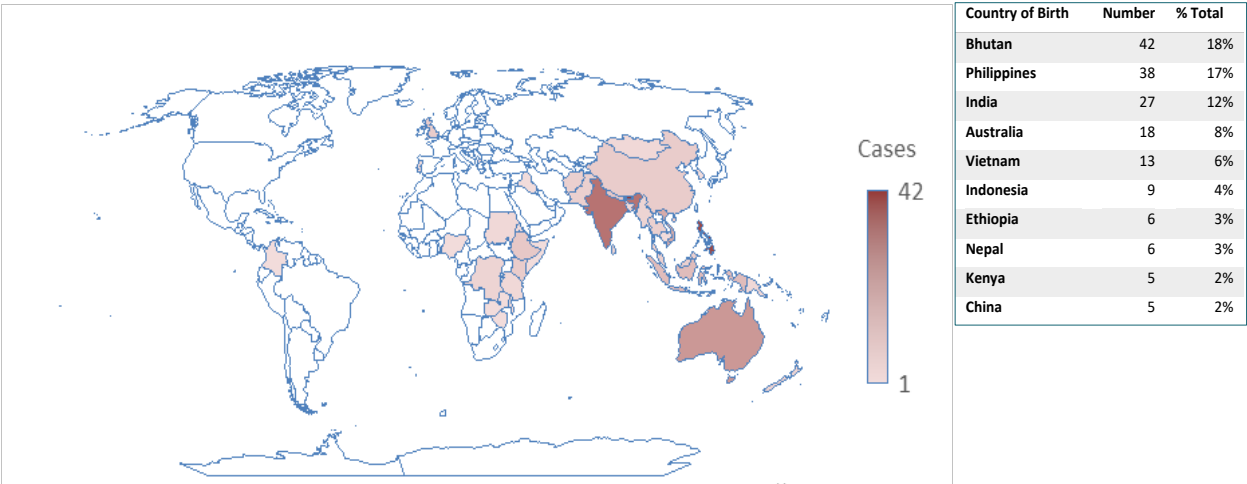 Cases
42
1
Country of Birth Number % Total
Bhutan 42 18%
Philippines 38 17%
India 27 12%
Australia 18 8%
Vietnam 13 6%
Indonesia 9 4%
Ethiopia 6 3%
Nepal 6 3%
Kenya 5 2%
China 5 2%